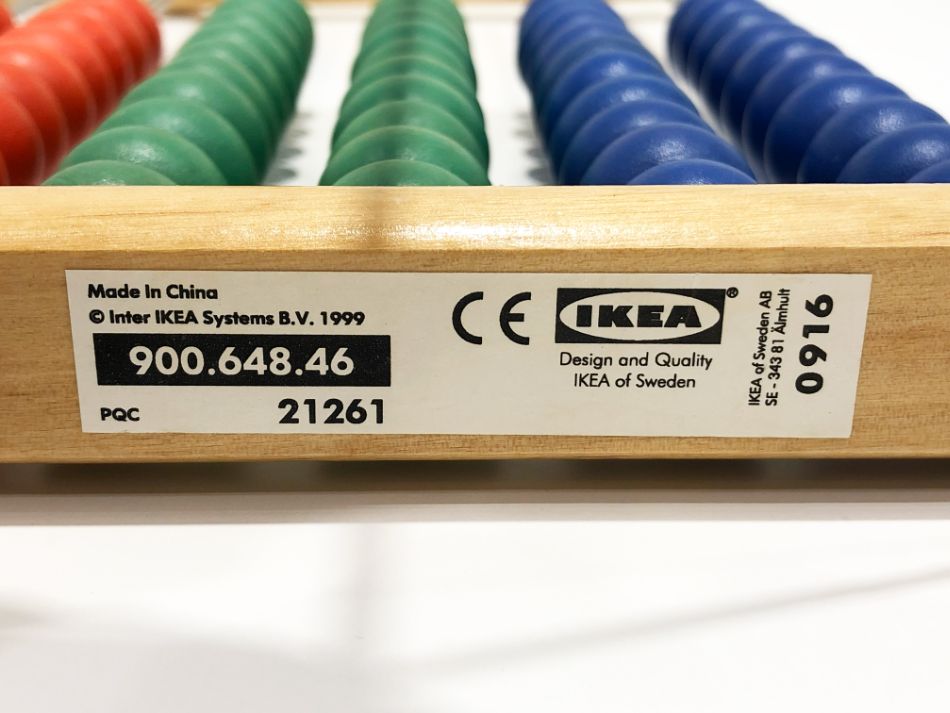 Made In China
© Inter IKEA Systems B.V. 1999
900.648.46
PQC 21261
CE
IKEA®
Design and Quality
IKEA of Sweden
IKEA of Sweden AB
SE - 343 81 Älmhult
0916